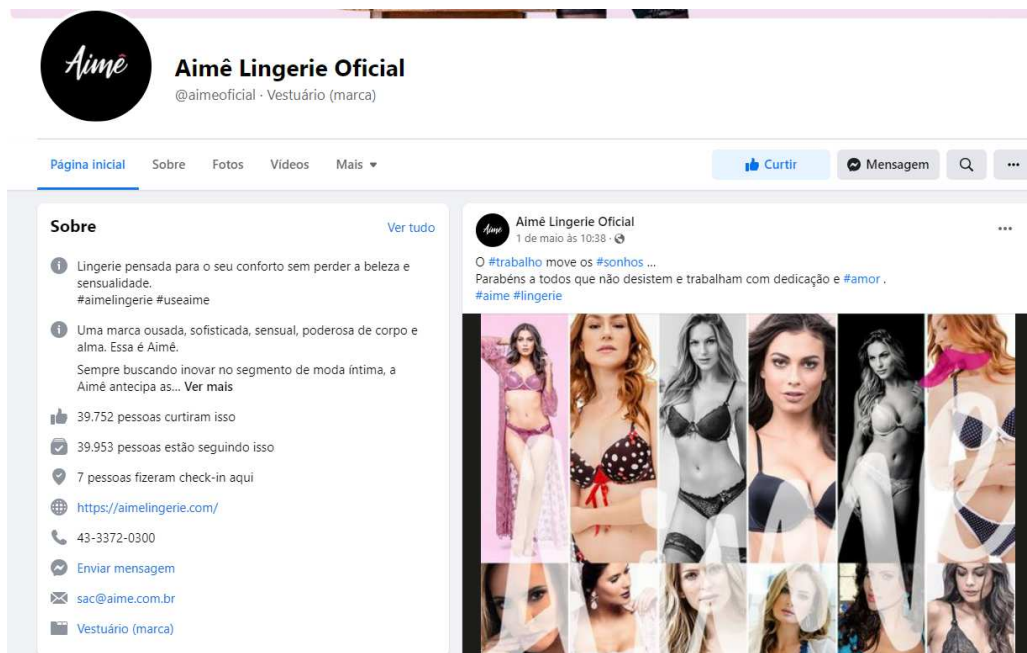 Aimê
Aimê Lingerie Oficial
@aimeoficial · Vestuário (marca)
Página inicial
Sobre
Fotos
Vídeos
Mais
Curtir
Mensagem
Sobre
Ver tudo
Lingerie pensada para o seu conforto sem perder a beleza e
sensualidade.
#aimelingerie #useaime
Uma marca ousada, sofisticada, sensual, poderosa de corpo e
alma. Essa é Aimê.
Sempre buscando inovar no segmento de moda íntima, a
Aimê antecipa as... Ver mais
39.752 pessoas curtiram isso
39.953 pessoas estão seguindo isso
7 pessoas fizeram check-in aqui
https://aimelingerie.com/
43-3372-0300
Enviar mensagem
sac@aime.com.br
Vestuário (marca)
Aimê
Aimê Lingerie Oficial
1 de maio às 10:38 ·
O #trabalho move os #sonhos ...
Parabéns a todos que não desistem e trabalham com dedicação e #amor .
#aime #lingerie